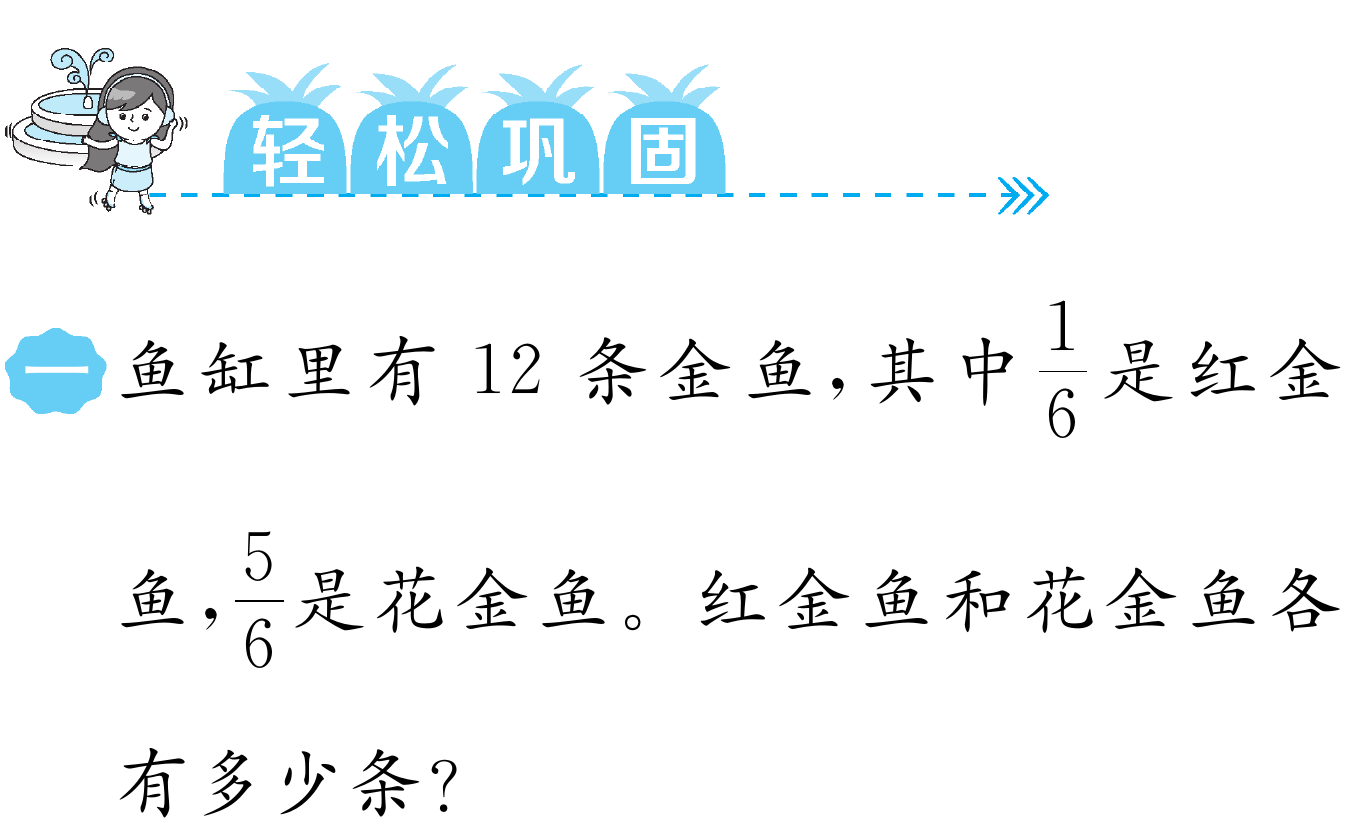 轻松巩固
一 鱼缸里有 12 条金鱼,其中 1/6 是红金
鱼, 5/6 是花金鱼。红金鱼和花金鱼各
有多少条?